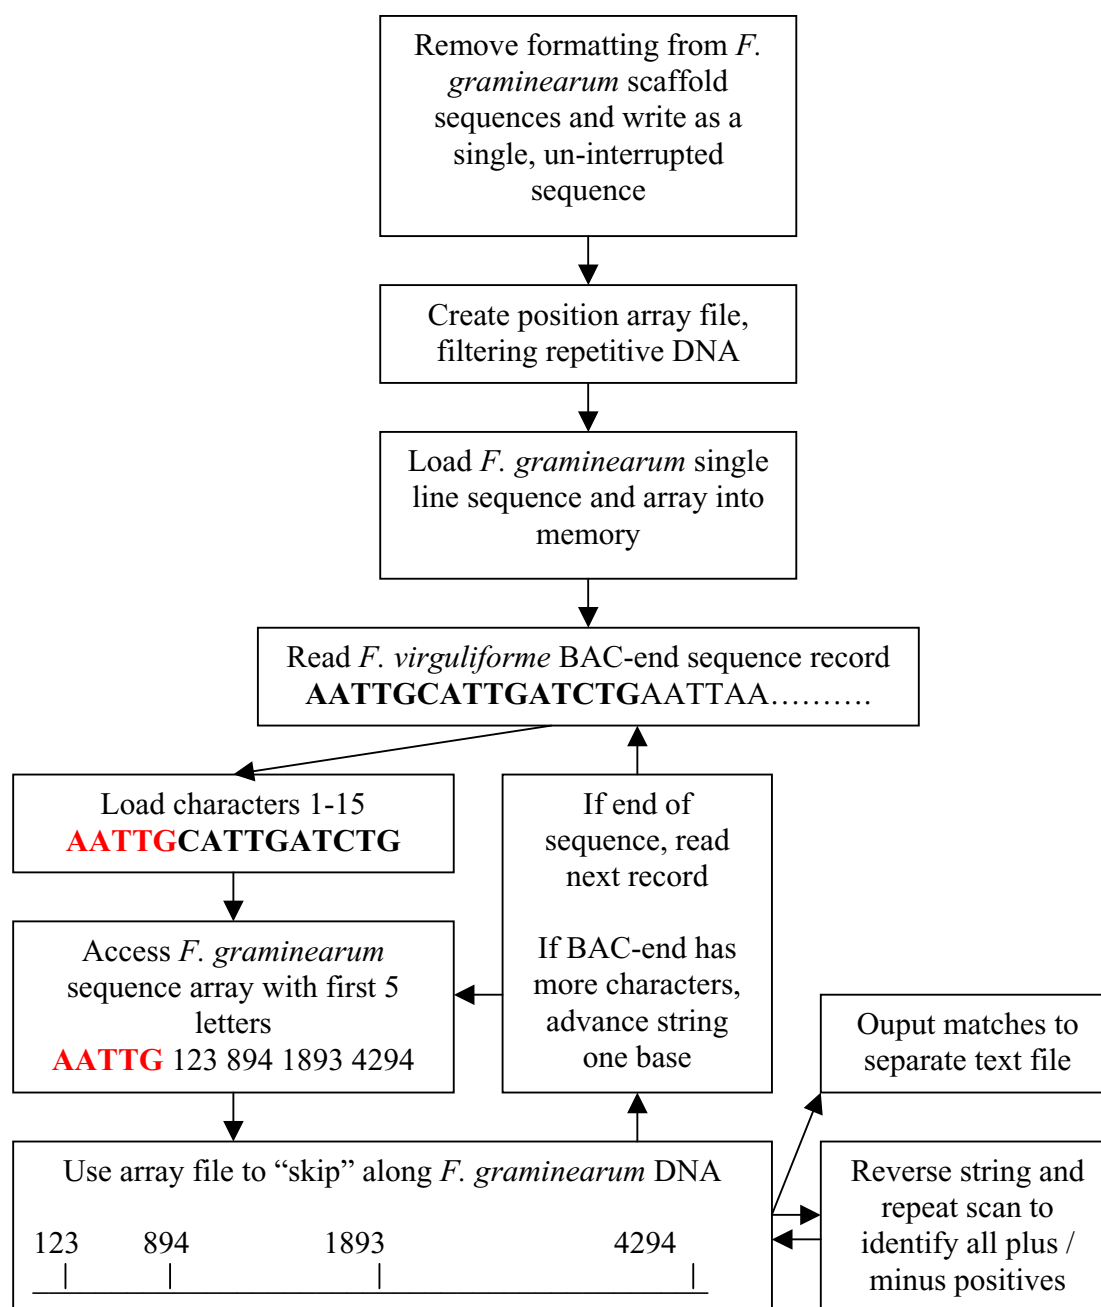 Remove formatting from F.
graminearum scaffold
sequences and write as a
single, un-interrupted
sequence
Create position array file,
filtering repetitive DNA
Load F. graminearum single
line sequence and array into
memory
Read F. virguliforme BAC-end sequence record
AATTGCATTGATCTGAATTAA……….
Load characters 1-15
AATTGCATTGATCTG
Access F. graminearum
sequence array with first 5
letters
AATTG 123 894 1893 4294
If end of
sequence, read
next record
If BAC-end has
more characters,
advance string
one base
Ouput matches to
separate text file
Use array file to “skip” along F. graminearum DNA
123 894 1893 4294
Reverse string and
repeat scan to
identify all plus /
minus positives